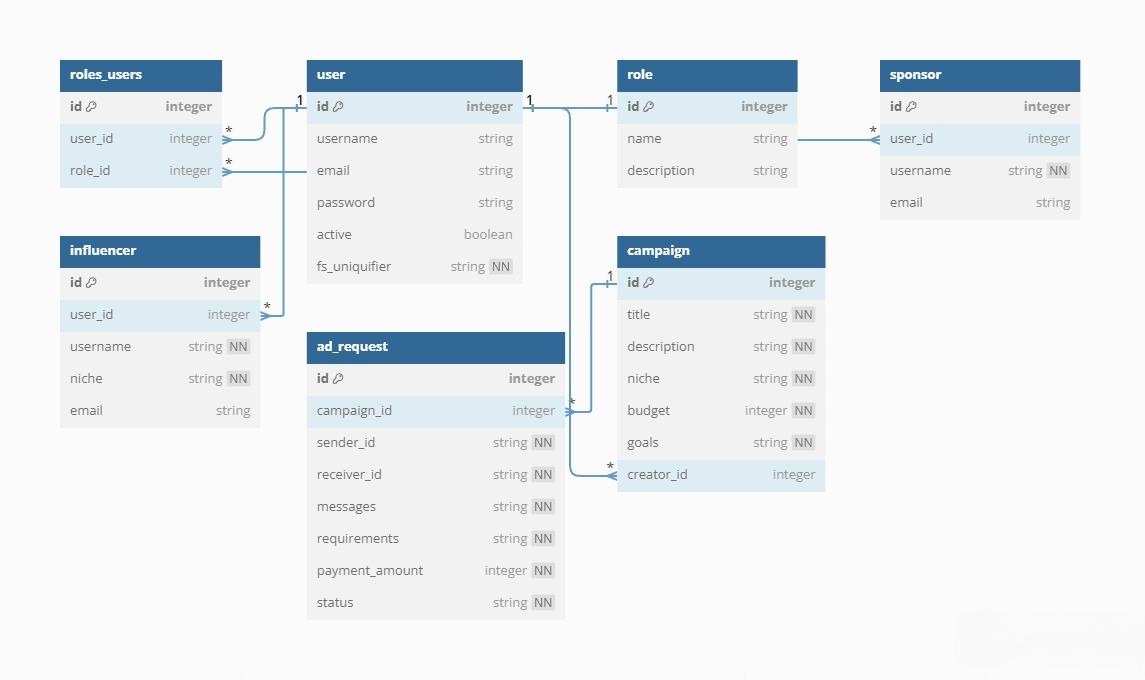 roles_users
id integer
user_id integer
role_id integer
1
*
*
user
id integer
username string
email string
password string
active boolean
fs_uniquifier string NN
1
1
role
id integer
name string
description string
*
sponsor
id integer
user_id integer
username string NN
email string
influencer
id integer
user_id integer
username string NN
niche string NN
email string
*
ad_request
id integer
campaign_id integer
sender_id string NN
receiver_id string NN
messages string NN
requirements string NN
payment_amount integer NN
status string NN
*
1
*
campaign
id integer
title string NN
description string NN
niche string NN
budget integer NN
goals string NN
creator_id integer